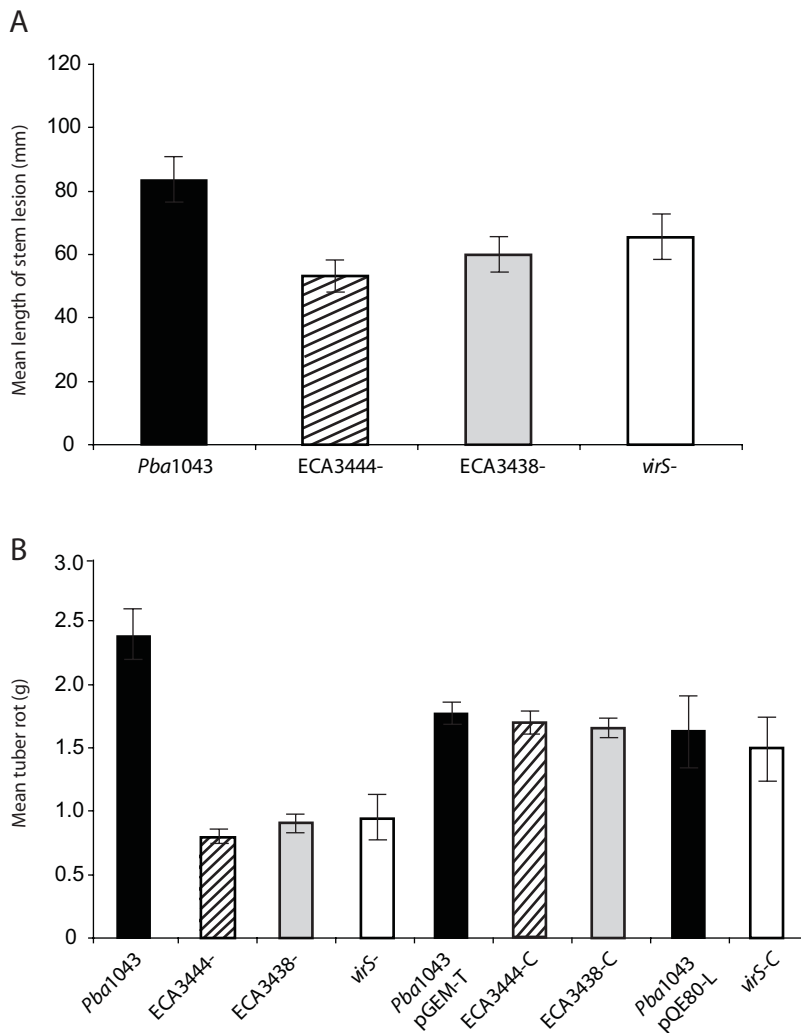 A
Mean length of stem lesion (mm)
120
100
80
60
40
20
0
Pba1043
ECA3444-
ECA3438-
virS-
B
Mean tuber rot (g)
3.0
2.5
2.0
1.5
1.0
0.5
0
Pba1043
ECA3444-
ECA3438-
virS-
Pba1043
pGEM-T
ECA3444-C
ECA3438-C
Pba1043
pQE80-L
virS-C